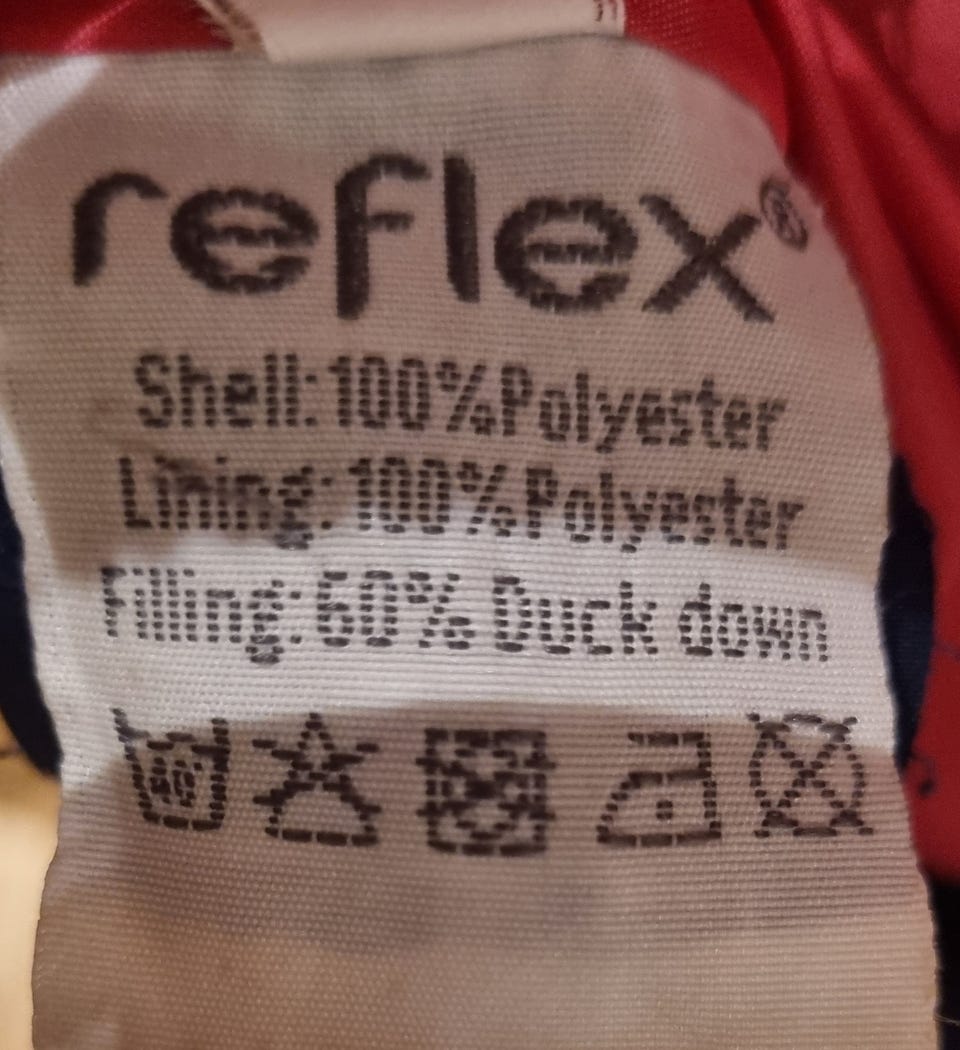 reflex®
Shell: 100% Polyester
Lining: 100% Polyester
Filling: 60% Duck down